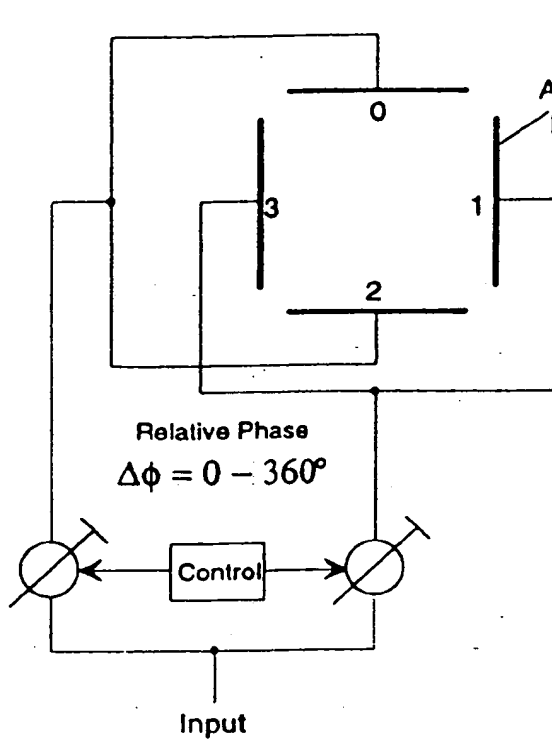 0
A
3
1
2
Relative Phase
Δϕ = 0 – 360°
Control
Input